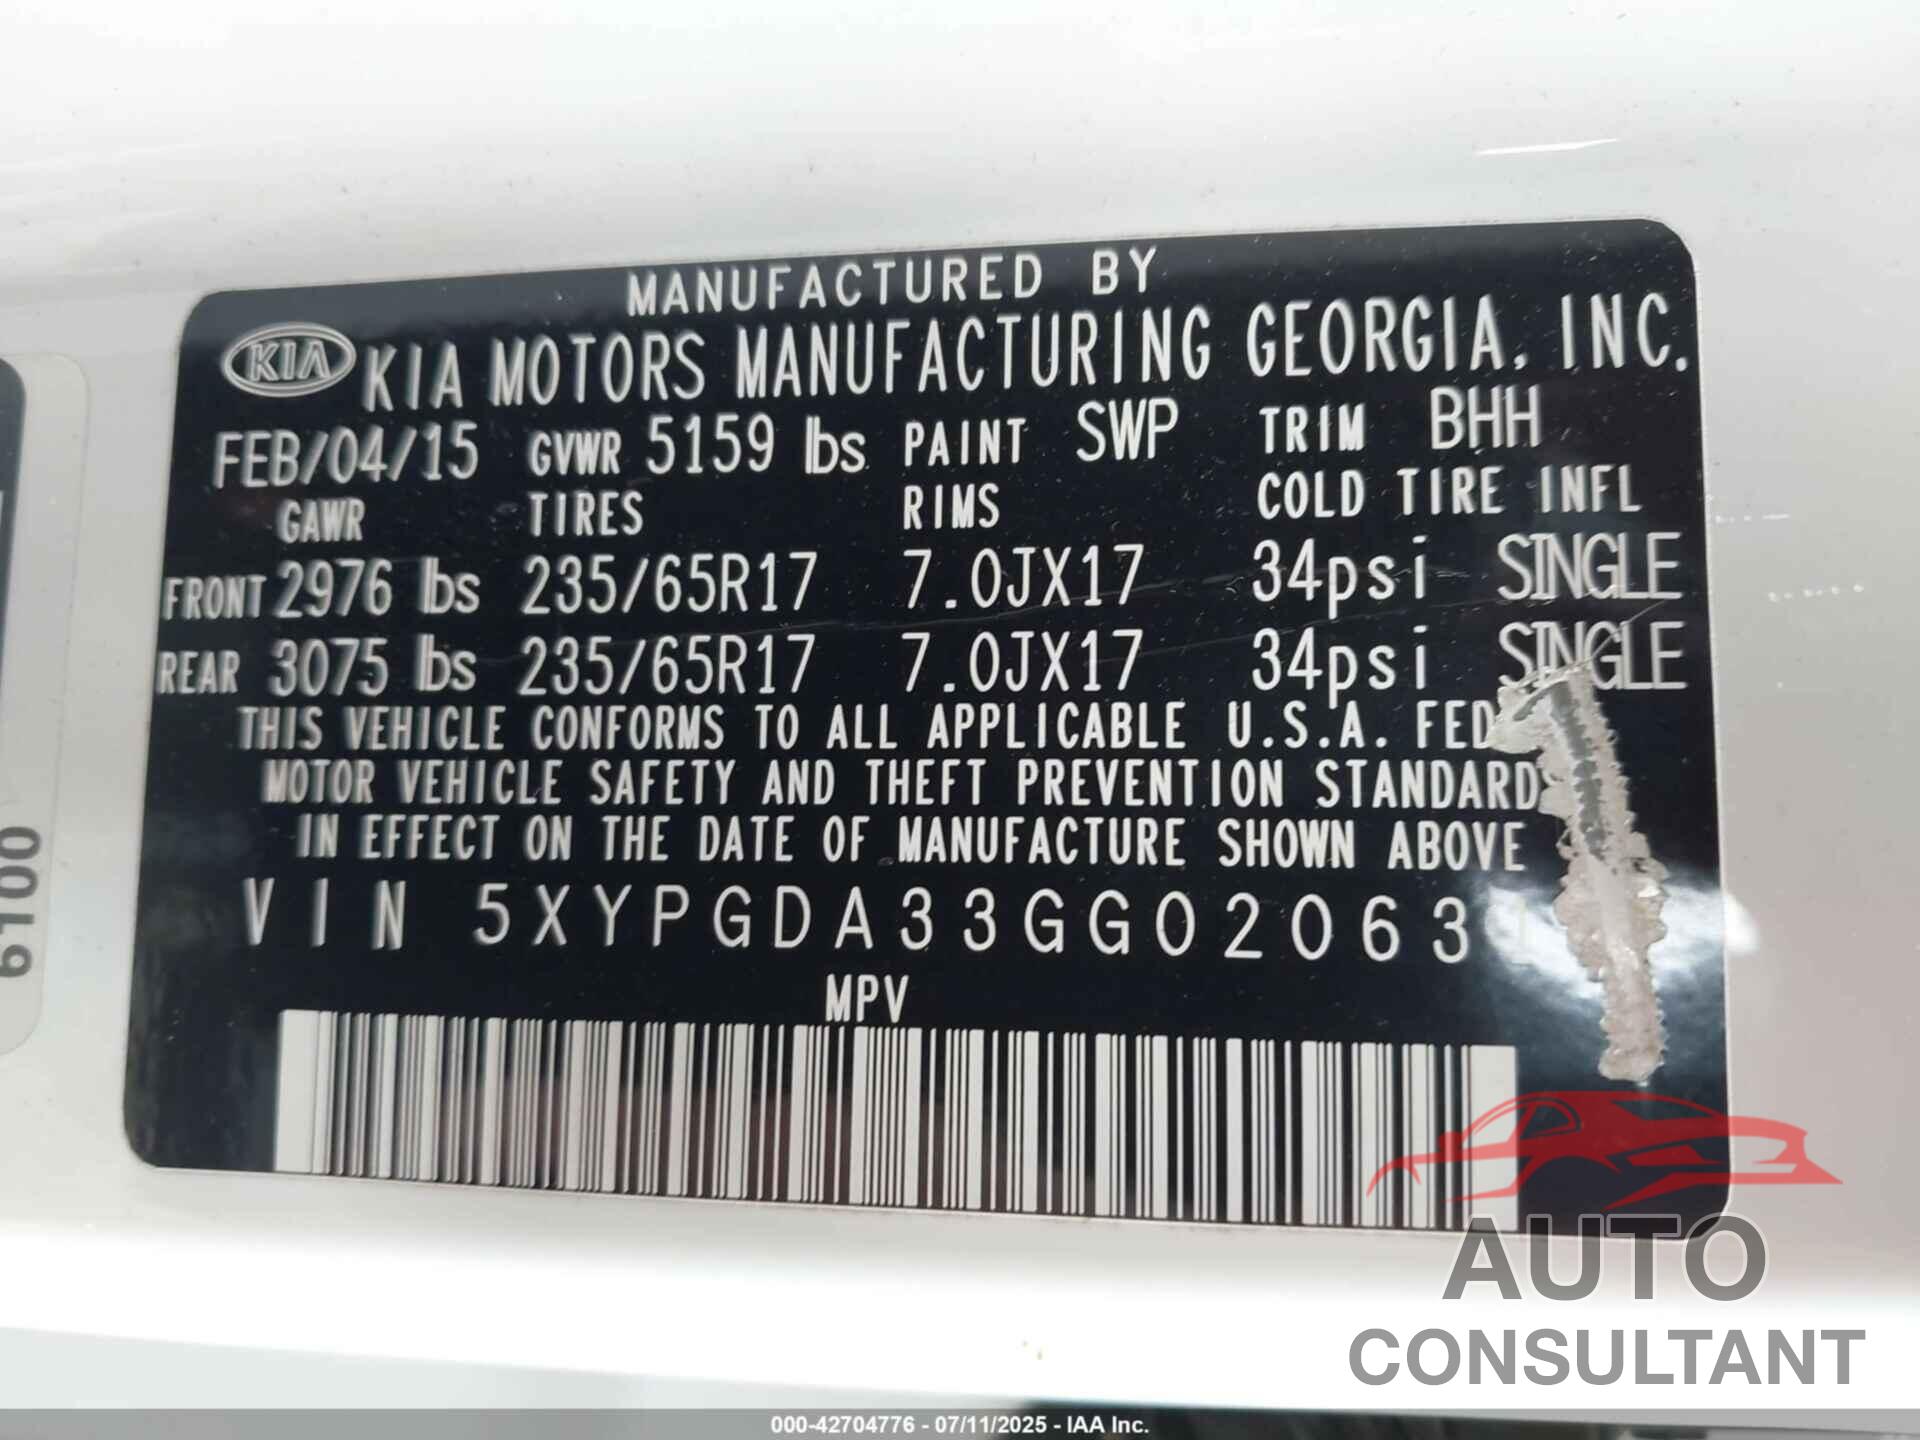 MANUFACTURED BY
KIA KIA MOTORS MANUFACTURING GEORGIA, INC.
FEB/04/15 GVWR 5159 lbs PAINT SWP TRIM BHH
GAWR TIRES RIMS COLD TIRE INFL
FRONT 2976 lbs 235/65R17 7.0JX17 34psi SINGLE
REAR 3075 lbs 235/65R17 7.0JX17 34psi SINGLE
THIS VEHICLE CONFORMS TO ALL APPLICABLE U.S.A. FED
MOTOR VEHICLE SAFETY AND THEFT PREVENTION STANDARDS
IN EFFECT ON THE DATE OF MANUFACTURE SHOWN ABOVE
VIN 5XYPGDA33GG020631
MPV
6100
AUTO
CONSULTANT
000-42704776 - 07/11/2025 - IAA Inc.